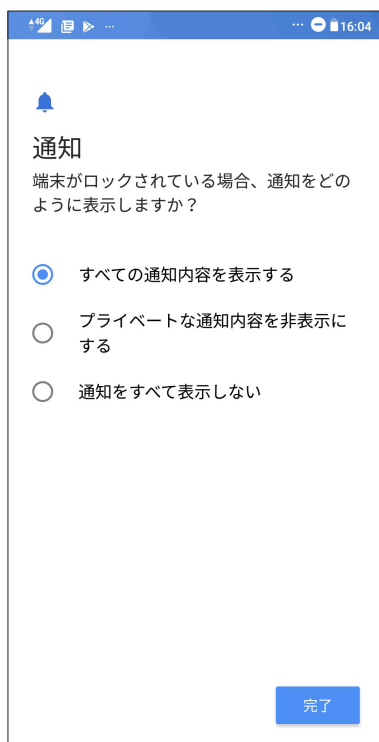 4G
16:04
通知
端末がロックされている場合、通知をどの
ように表示しますか？
すべての通知内容を表示する
プライベートな通知内容を非表示に
する
通知をすべて表示しない
完了